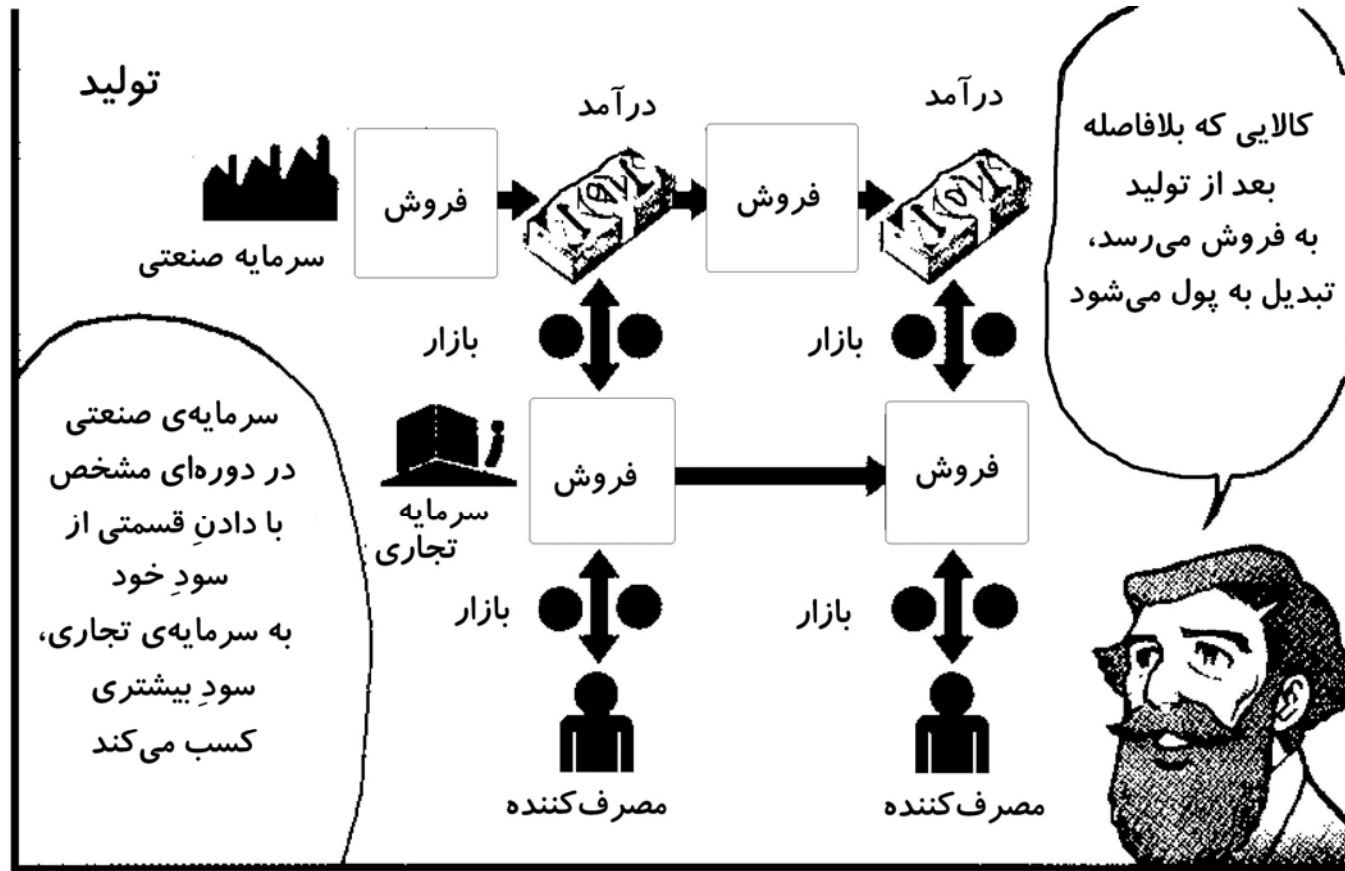 تولید
درآمد
درآمد
کالایی که بلافاصله
بعد از تولید
به فروش می‌رسد،
تبدیل به پول می‌شود
فروش
فروش
سرمایه صنعتی
بازار
بازار
سرمایه‌ی صنعتی
در دوره‌ای مشخص
با دادنِ قسمتی از
سودِ خود
به سرمایه‌ی تجاری،
سودِ بیشتری
کسب می‌کند
فروش
فروش
سرمایه
تجاری
بازار
بازار
مصرف‌کننده
مصرف‌کننده